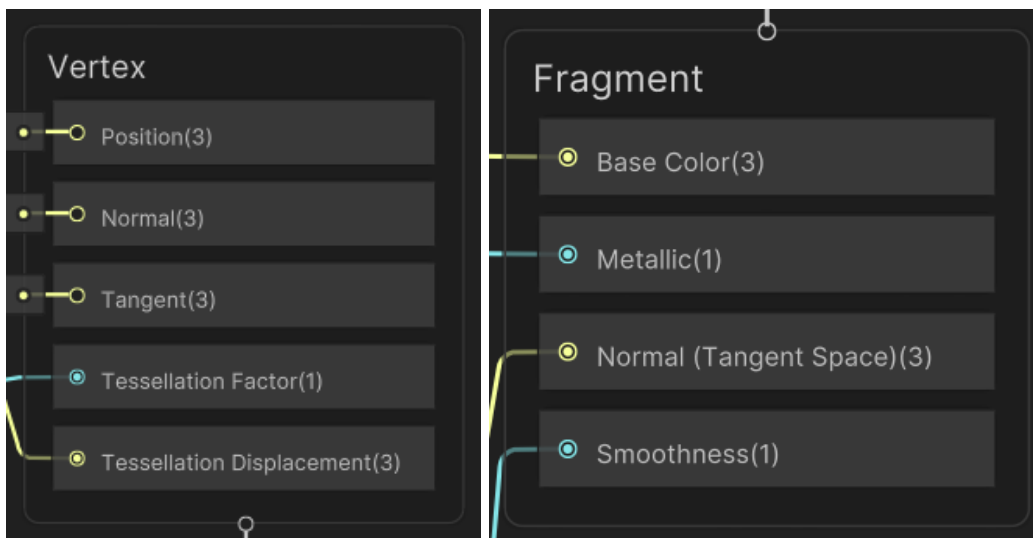 Vertex
Position(3)
Normal(3)
Tangent(3)
Tessellation Factor(1)
Tessellation Displacement(3)
Fragment
Base Color(3)
Metallic(1)
Normal (Tangent Space)(3)
Smoothness(1)